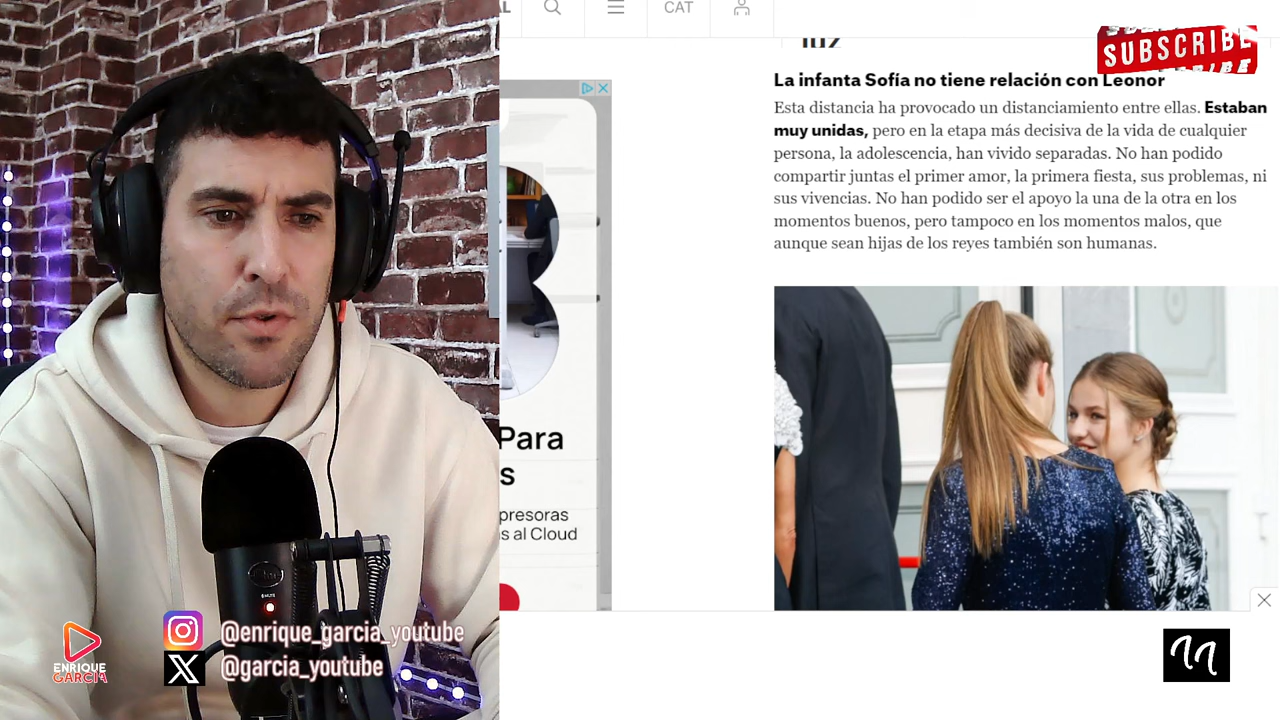 AL
CAT
luz
SUBSCRIBE
La infanta Sofía no tiene relación con Leonor
Esta distancia ha provocado un distanciamiento entre ellas. Estaban
muy unidas, pero en la etapa más decisiva de la vida de cualquier
persona, la adolescencia, han vivido separadas. No han podido
compartir juntas el primer amor, la primera fiesta, sus problemas, ni
sus vivencias. No han podido ser el apoyo la una de la otra en los
momentos buenos, pero tampoco en los momentos malos, que
aunque sean hijas de los reyes también son humanas.
Para
s
presoras
s al Cloud
MUTE
@enrique_garcia_youtube
@garcia_youtube
ENRIQUE
GARCIA